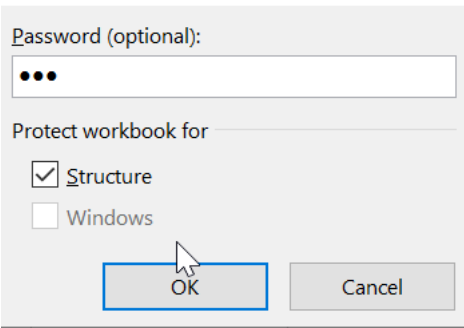 Password (optional):
●●●
Protect workbook for
Structure
Windows
OK
Cancel